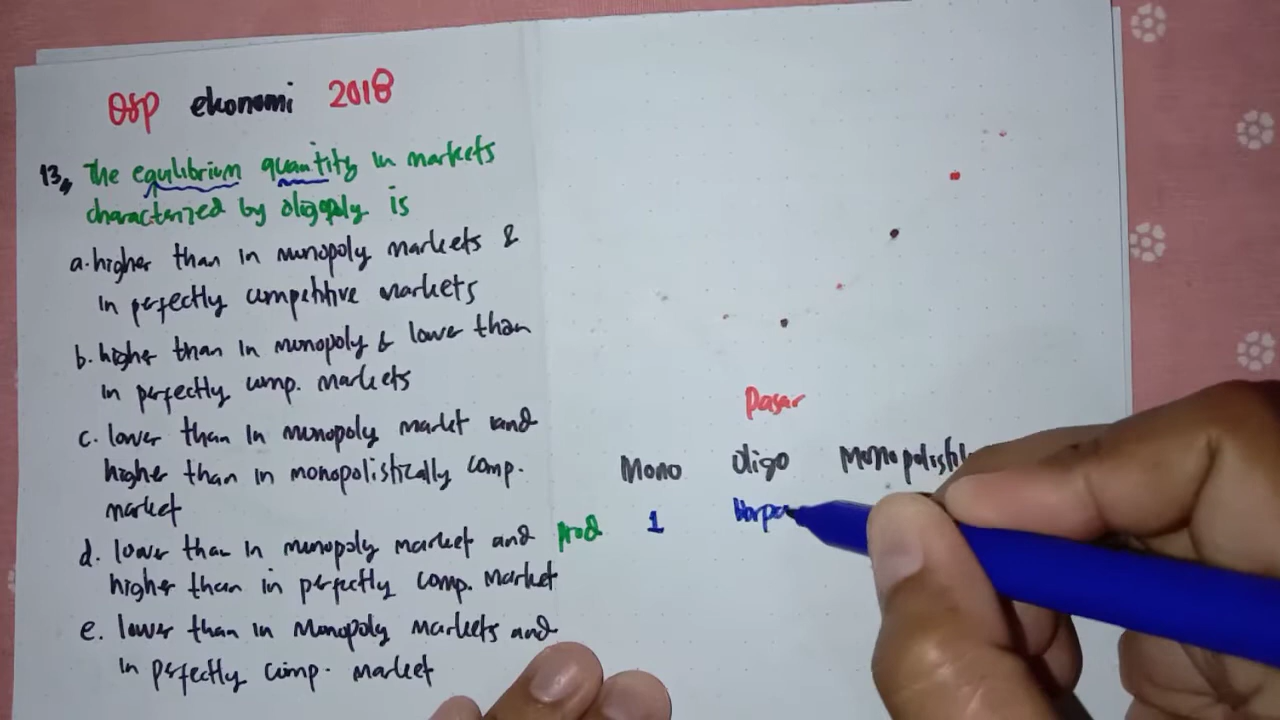 OSP ekonomi 2018
13, The equlibrium quantity in markets
characterized by oligoply is
a. higher than in monopoly markets &
in perfectly competitive markets
b. higher than in monopoly & lower than
in perfectly comp. markets
c. lower than in monopoly market and
higher than in monopolistically comp.
market
d. lower than in monopoly market and
higher than in perfectly comp. market
e. lower than in monopoly markets and
in perfectly comp. market
Pasar
Mono oligo
prod 1